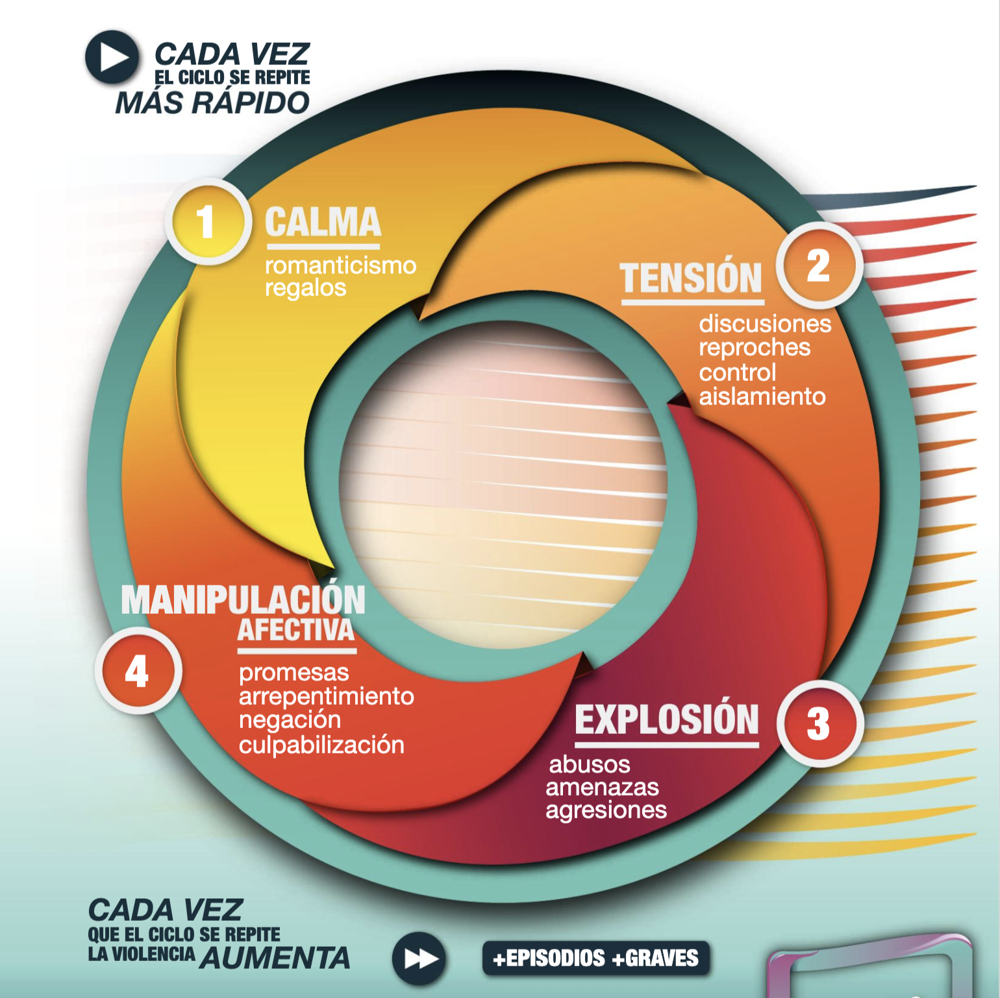 CADA VEZ
EL CICLO SE REPITE
MÁS RÁPIDO
1
CALMA
romanticismo
regalos
2
TENSIÓN
discusiones
reproches
control
aislamiento
3
EXPLOSIÓN
abusos
amenazas
agresiones
4
MANIPULACIÓN
AFECTIVA
promesas
arrepentimiento
negación
culpabilización
CADA VEZ
QUE EL CICLO SE REPITE
LA VIOLENCIA AUMENTA
+EPISODIOS +GRAVES